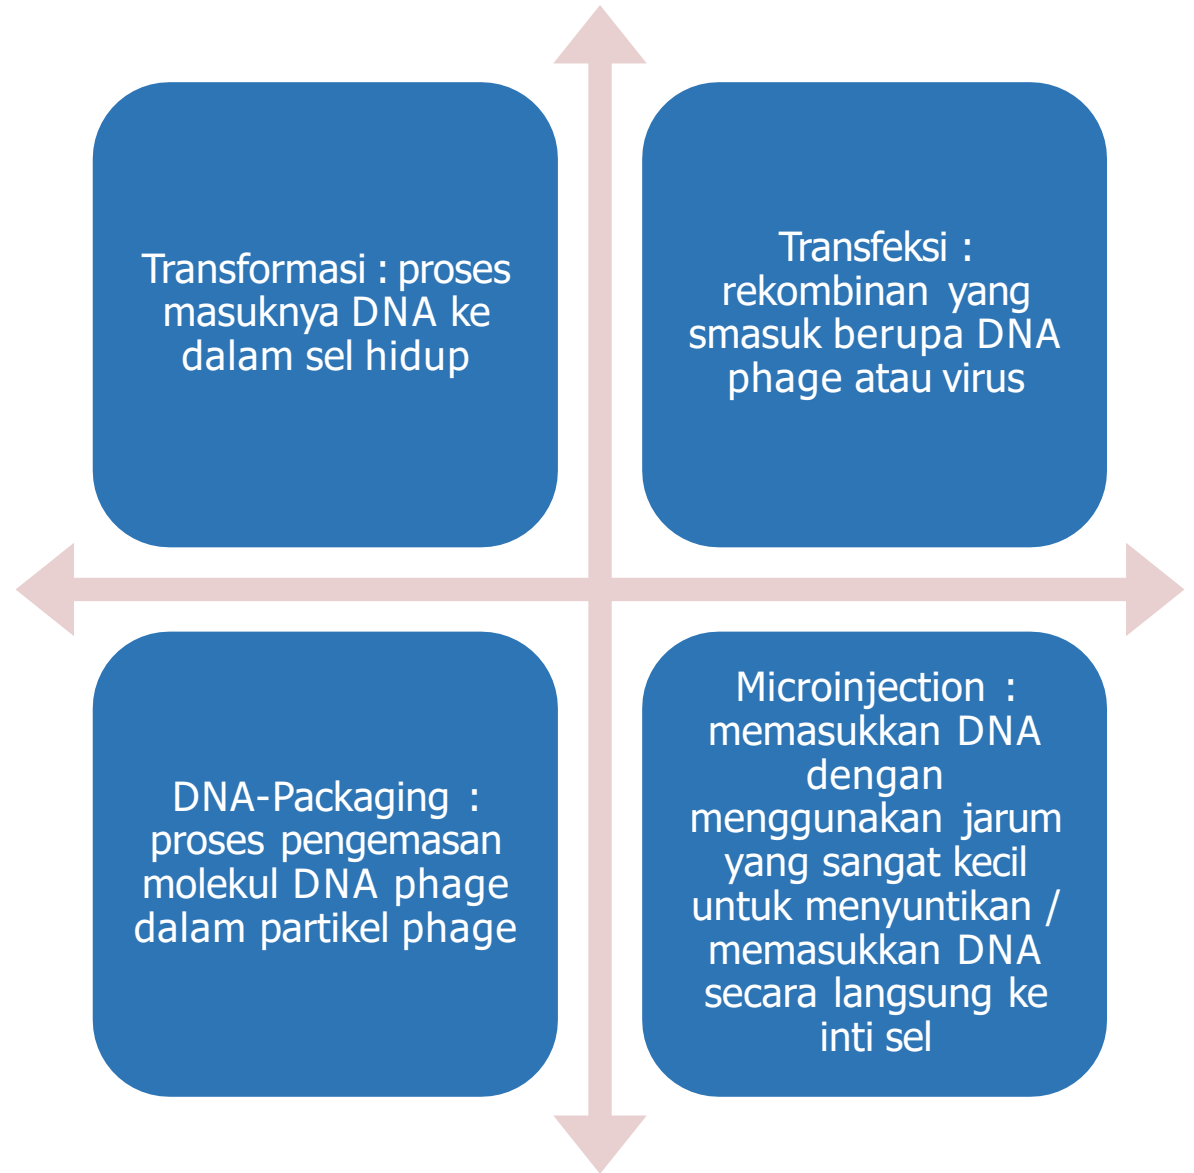 Transformasi : proses
masuknya DNA ke
dalam sel hidup
Transfeksi :
rekombinan yang
smasuk berupa DNA
phage atau virus
DNA-Packaging :
proses pengemasan
molekul DNA phage
dalam partikel phage
Microinjection :
memasukkan DNA
dengan
menggunakan jarum
yang sangat kecil
untuk menyuntikan /
memasukkan DNA
secara langsung ke
inti sel